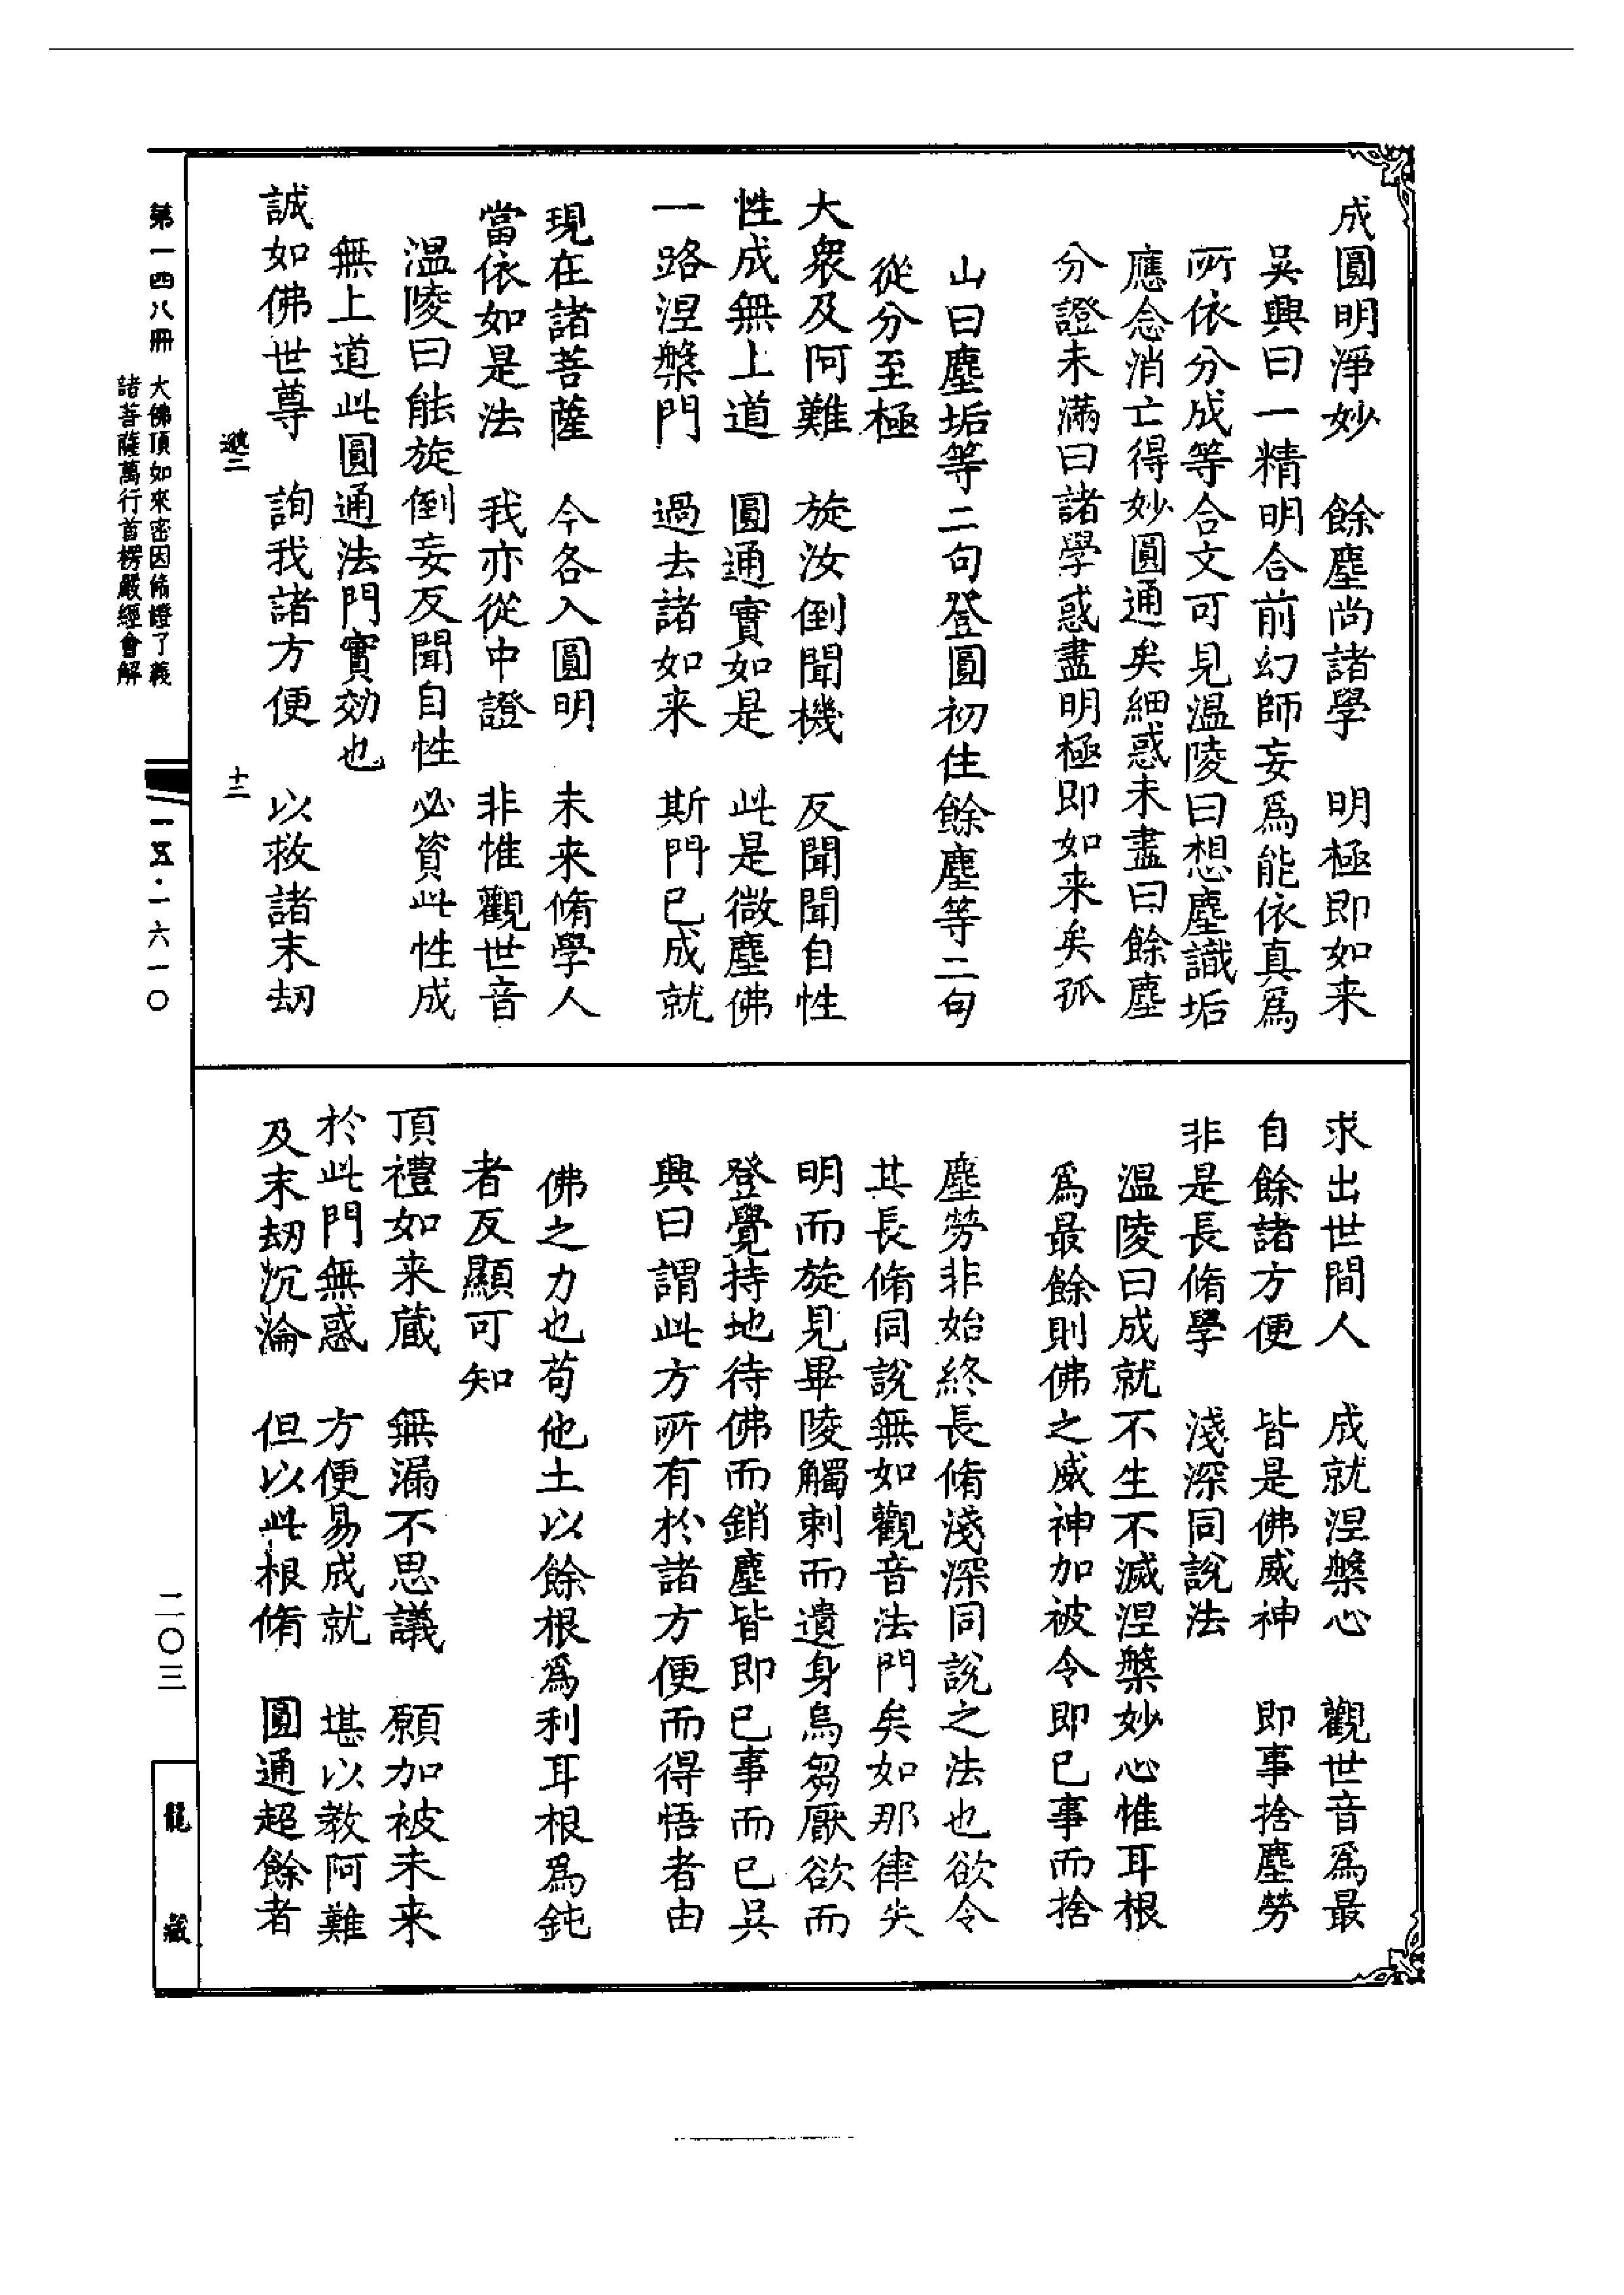 成圓明淨妙　餘塵尚諸學　明極即如来
吳興曰一精明合前幻師妄爲能依真爲
所依分成等合文可見温陵曰想塵識垢
應念消亡得妙圓通矣細惑未盡曰餘塵
分證未滿曰諸學惑盡明極即如来矣孤
山曰塵垢等二句登圓初住餘塵等二句
從分至極
大衆及阿難　旋汝倒聞機　反聞聞自性
性成無上道　圓通實如是　此是微塵佛
一路涅槃門　過去諸如来　斯門已成就
現在諸菩薩　今各入圓明　未来脩學人
當依如是法　我亦從中證　非惟觀世音
温陵曰能旋倒妄反聞自性必資此性成
無上道此圓通法門實効也
誠如佛世尊　詢我諸方便　以救諸末劫
求出世間人　成就涅槃心　觀世音爲最
自餘諸方便　皆是佛威神　即事捨塵勞
非是長脩學　淺深同說法
温陵曰成就不生不滅涅槃妙心惟耳根
爲最餘則佛之威神加被令即已事而捨
塵勞非始終長脩淺深同說之法也欲令
其長脩同說無如觀音法門矣如那律失
明而旋見畢陵觸刺而遺身烏芻厭欲而
登覺持地待佛而銷塵皆即已事而已吳
興曰謂此方所有於諸方便而得悟者由
佛之力也苟他土以餘根爲利耳根爲鈍
者反顯可知
頂禮如来蔵　無漏不思議　願加被未来
於此門無惑　方便易成就　堪以教阿難
及末劫沉淪　但以此根脩　圓通超餘者
十三
第一四八冊
大佛頂如來密因脩證了義
諸菩薩萬行首楞嚴經會解
一五·一六一〇
二〇三
龍藏